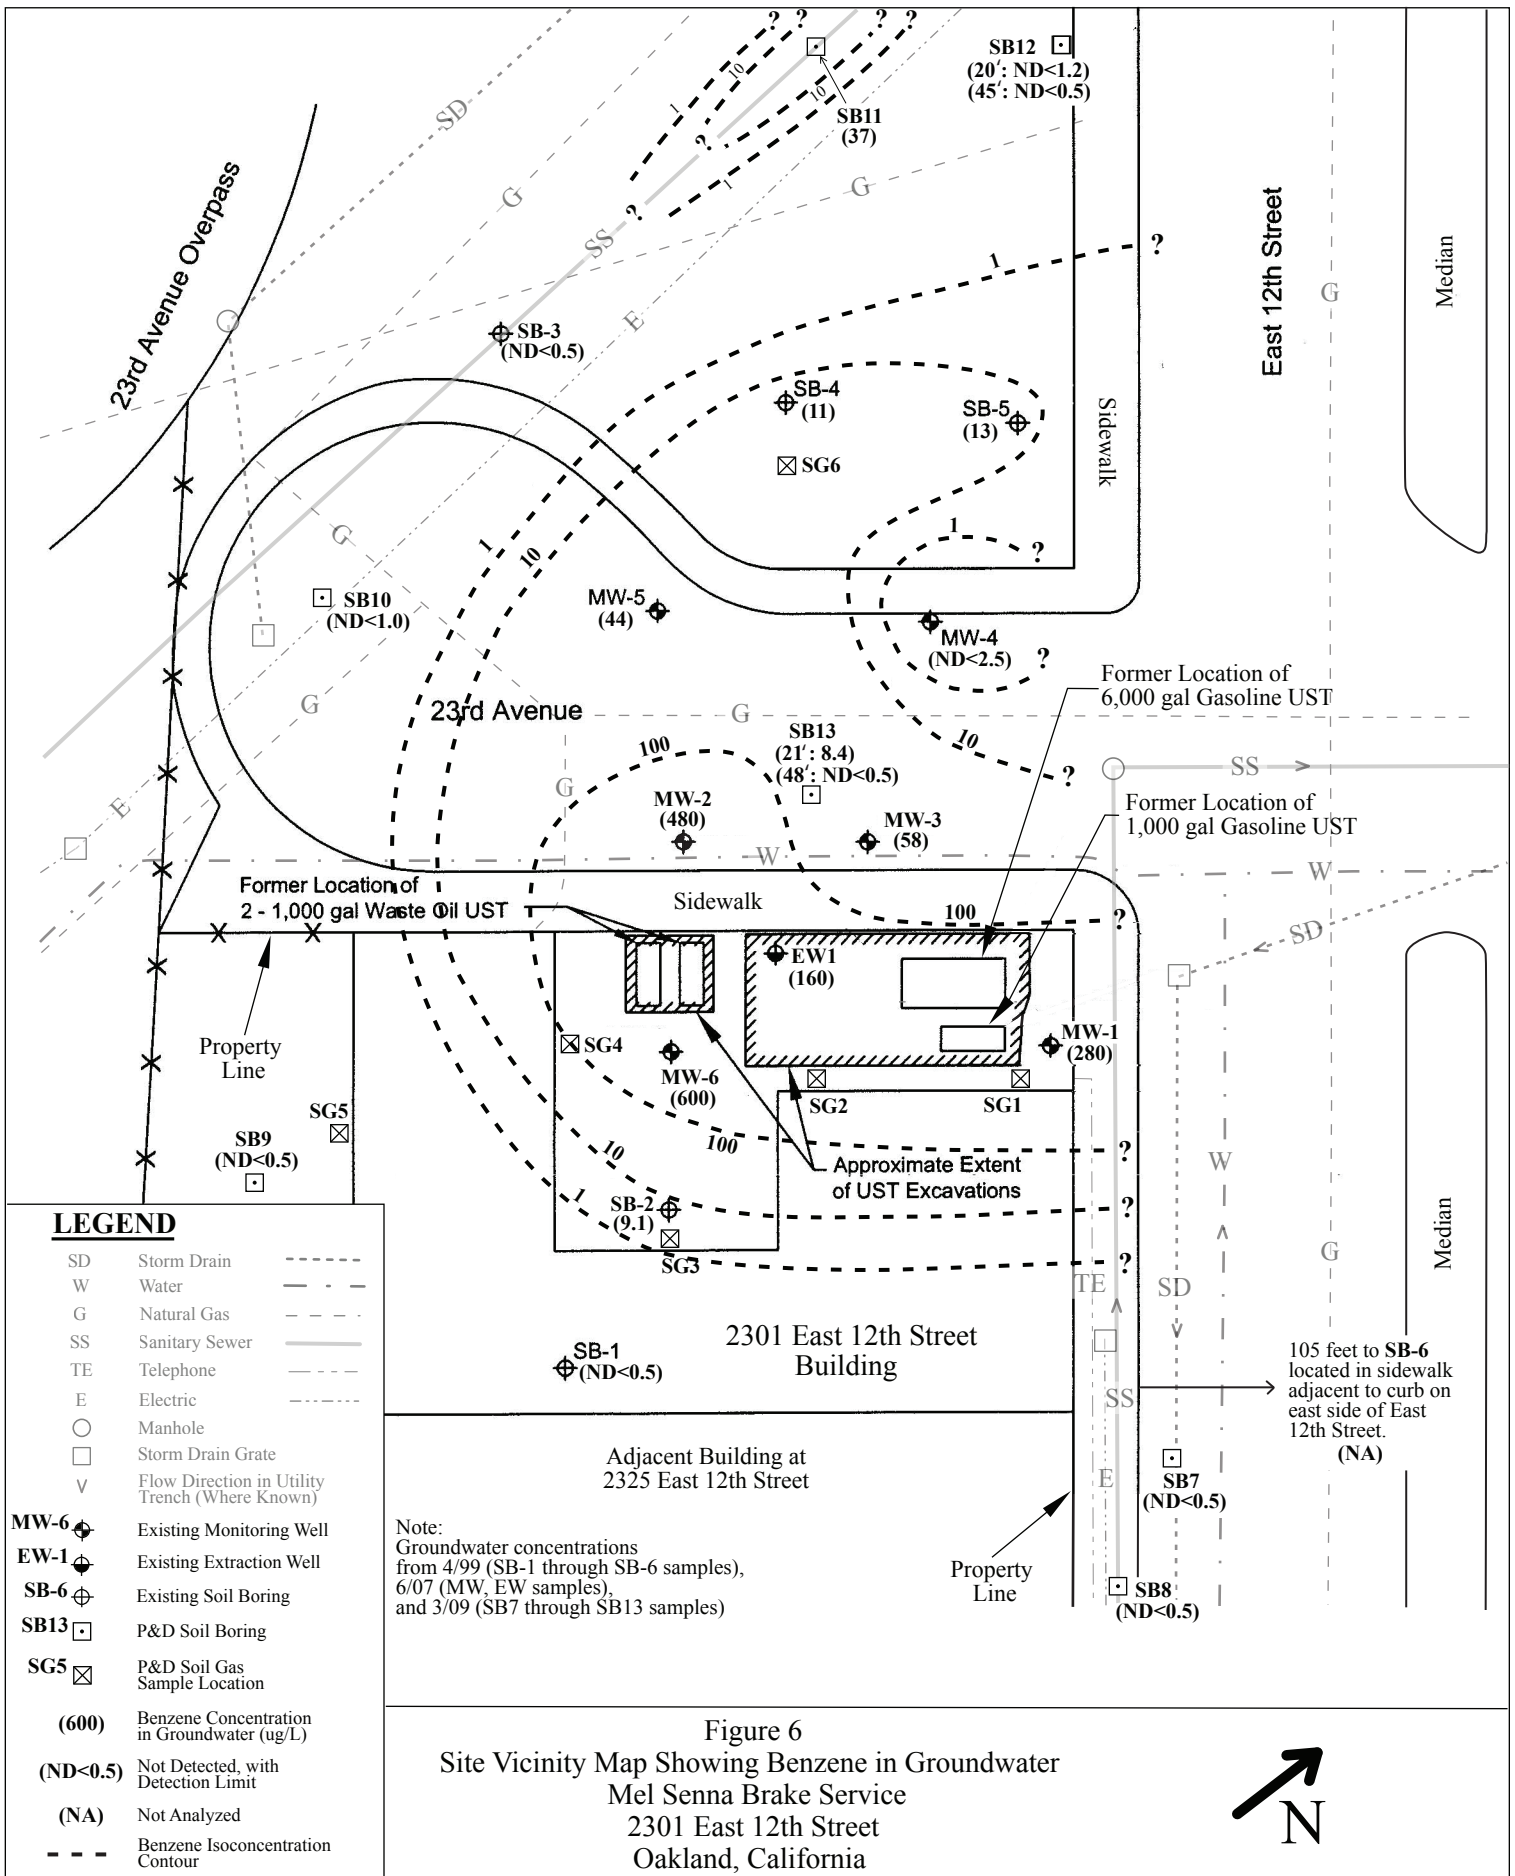 ? ? ? ?
SB12
(20': ND<1.2)
(45': ND<0.5)
1
10
10
SB11
(37)
?
1
?
SD
G
G
SS
E
23rd Avenue Overpass
SB-3
(ND<0.5)
1
?
East 12th Street
G
Median
SB-4
(11)
SB-5
(13)
SG6
Sidewalk
1
?
G
1
10
SB10
(ND<1.0)
MW-5
(44)
MW-4
(ND<2.5)
?
Former Location of
6,000 gal Gasoline UST
G
23rd Avenue
G
10
?
SB13
(21': 8.4)
(48': ND<0.5)
100
G
SS
Former Location of
1,000 gal Gasoline UST
E
MW-2
(480)
MW-3
(58)
W
W
Former Location of
2 - 1,000 gal Waste Oil UST
Sidewalk
100
?
SD
EW1
(160)
MW-1
(280)
Property
Line
SG4
MW-6
(600)
SG2
SG1
SG5
SB9
(ND<0.5)
100
?
10
Approximate Extent
of UST Excavations
W
1
SB-2
(9.1)
?
SG3
?
G
Median
TE
SD
2301 East 12th Street
Building
SB-1
(ND<0.5)
105 feet to SB-6
located in sidewalk
adjacent to curb on
east side of East
12th Street.
(NA)
SS
Adjacent Building at
2325 East 12th Street
E
SB7
(ND<0.5)
Note:
Groundwater concentrations
from 4/99 (SB-1 through SB-6 samples),
6/07 (MW, EW samples),
and 3/09 (SB7 through SB13 samples)
Property
Line
SB8
(ND<0.5)
LEGEND
SD Storm Drain
W Water
G Natural Gas
SS Sanitary Sewer
TE Telephone
E Electric
Manhole
Storm Drain Grate
Flow Direction in Utility
Trench (Where Known)
MW-6 Existing Monitoring Well
EW-1 Existing Extraction Well
SB-6 Existing Soil Boring
SB13 P&D Soil Boring
SG5 P&D Soil Gas
Sample Location
(600) Benzene Concentration
in Groundwater (ug/L)
(ND<0.5) Not Detected, with
Detection Limit
(NA) Not Analyzed
Benzene Isoconcentration
Contour
Figure 6
Site Vicinity Map Showing Benzene in Groundwater
Mel Senna Brake Service
2301 East 12th Street
Oakland, California
N